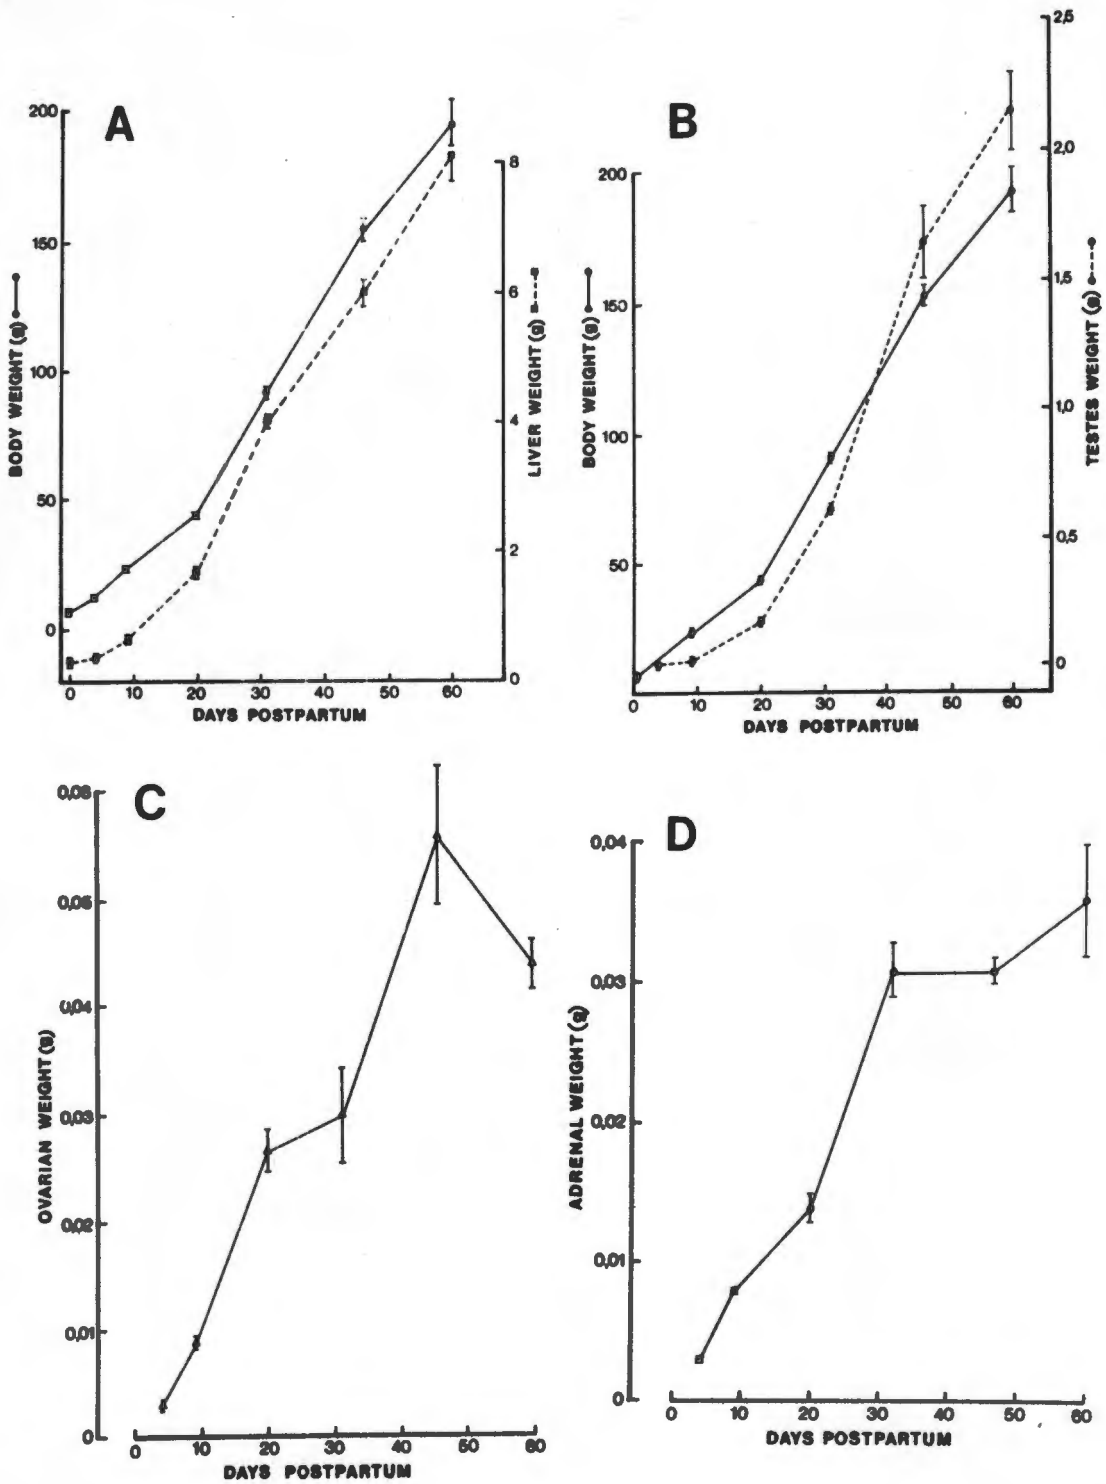 A
200
150
100
50
0
BODY WEIGHT (g)
8
6
4
2
0
LIVER WEIGHT (g)
0 10 20 30 40 50 60
DAYS POSTPARTUM
B
200
150
100
50
BODY WEIGHT (g)
2,5
2,0
1,5
1,0
0,5
0
TESTES WEIGHT (g)
0 10 20 30 40 50 60
DAYS POSTPARTUM
C
0,06
0,05
0,04
0,03
0,02
0,01
0
OVARIAN WEIGHT (g)
0 10 20 30 40 50 60
DAYS POSTPARTUM
D
0,04
0,03
0,02
0,01
0
ADRENAL WEIGHT (g)
0 10 20 30 40 50 60
DAYS POSTPARTUM